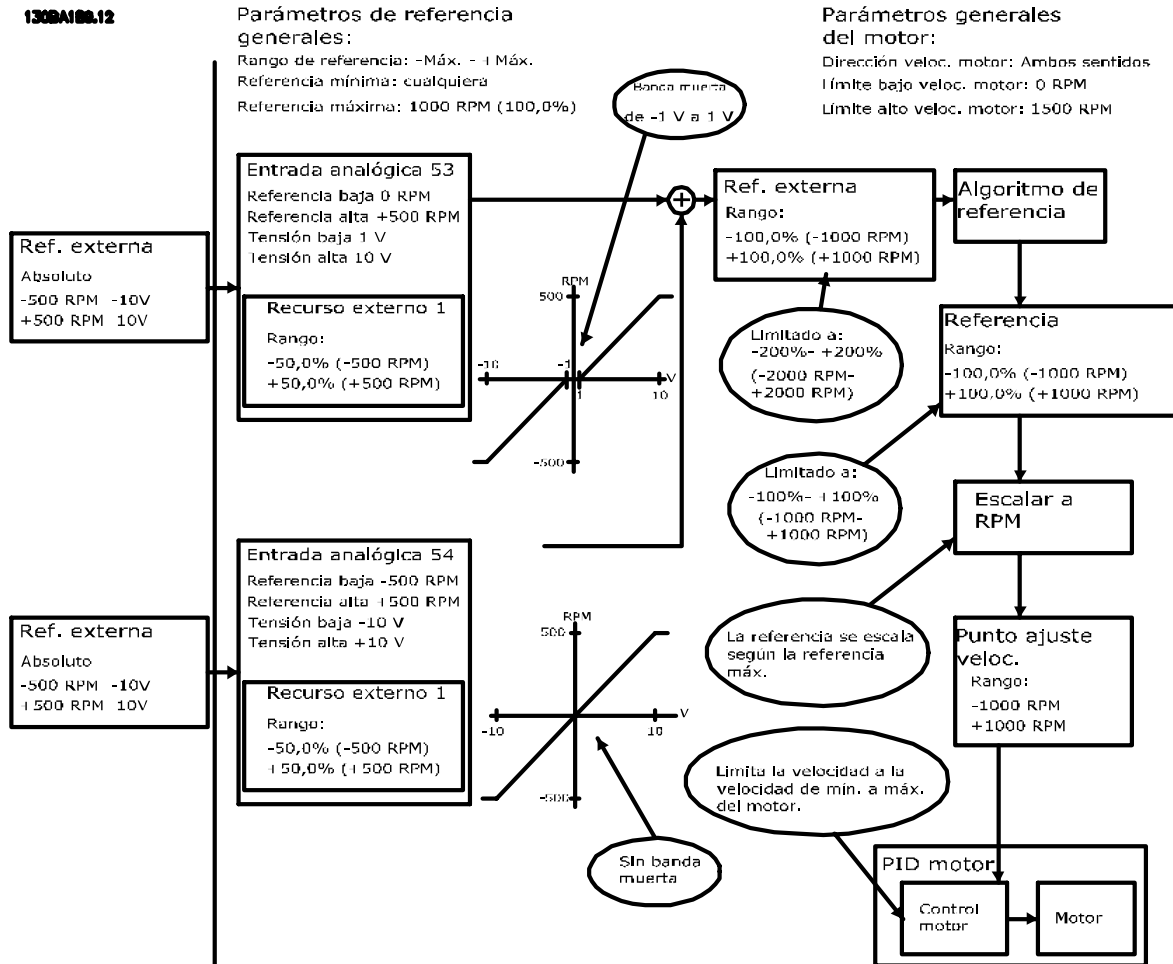 130BA188.12
Parámetros de referencia
generales:
Rango de referencia: -Máx. - +Máx.
Referencia mínima: cualquiera
Referencia máxima: 1000 RPM (100,0%)
Parámetros generales
del motor:
Dirección veloc. motor: Ambos sentidos
Límite bajo veloc. motor: 0 RPM
Límite alto veloc. motor: 1500 RPM
Banda muerta
de -1 V a 1 V
Ref. externa
Absoluto
-500 RPM -10V
+500 RPM 10V
Entrada analógica 53
Referencia baja 0 RPM
Referencia alta +500 RPM
Tensión baja 1 V
Tensión alta 10 V
Recurso externo 1
Rango:
-50,0% (-500 RPM)
+50,0% (+500 RPM)
RPM
500
-10
-1
1
10
V
-500
Ref. externa
Rango:
-100,0% (-1000 RPM)
+100,0% (+1000 RPM)
Algoritmo de
referencia
Limitado a:
-200%- +200%
(-2000 RPM-
+2000 RPM)
Referencia
Rango:
-100,0% (-1000 RPM)
+100,0% (+1000 RPM)
Limitado a:
-100%- +100%
(-1000 RPM-
+1000 RPM)
Escalar a
RPM
Ref. externa
Absoluto
-500 RPM -10V
+500 RPM 10V
Entrada analógica 54
Referencia baja -500 RPM
Referencia alta +500 RPM
Tensión baja -10 V
Tensión alta +10 V
Recurso externo 1
Rango:
-50,0% (-500 RPM)
+50,0% (+500 RPM)
RPM
500
-10
10
V
-500
Sin banda
muerta
La referencia se escala
según la referencia
máx.
Punto ajuste
veloc.
Rango:
-1000 RPM
+1000 RPM
Limita la velocidad a la
velocidad de mín. a máx.
del motor.
PID motor
Control
motor
Motor